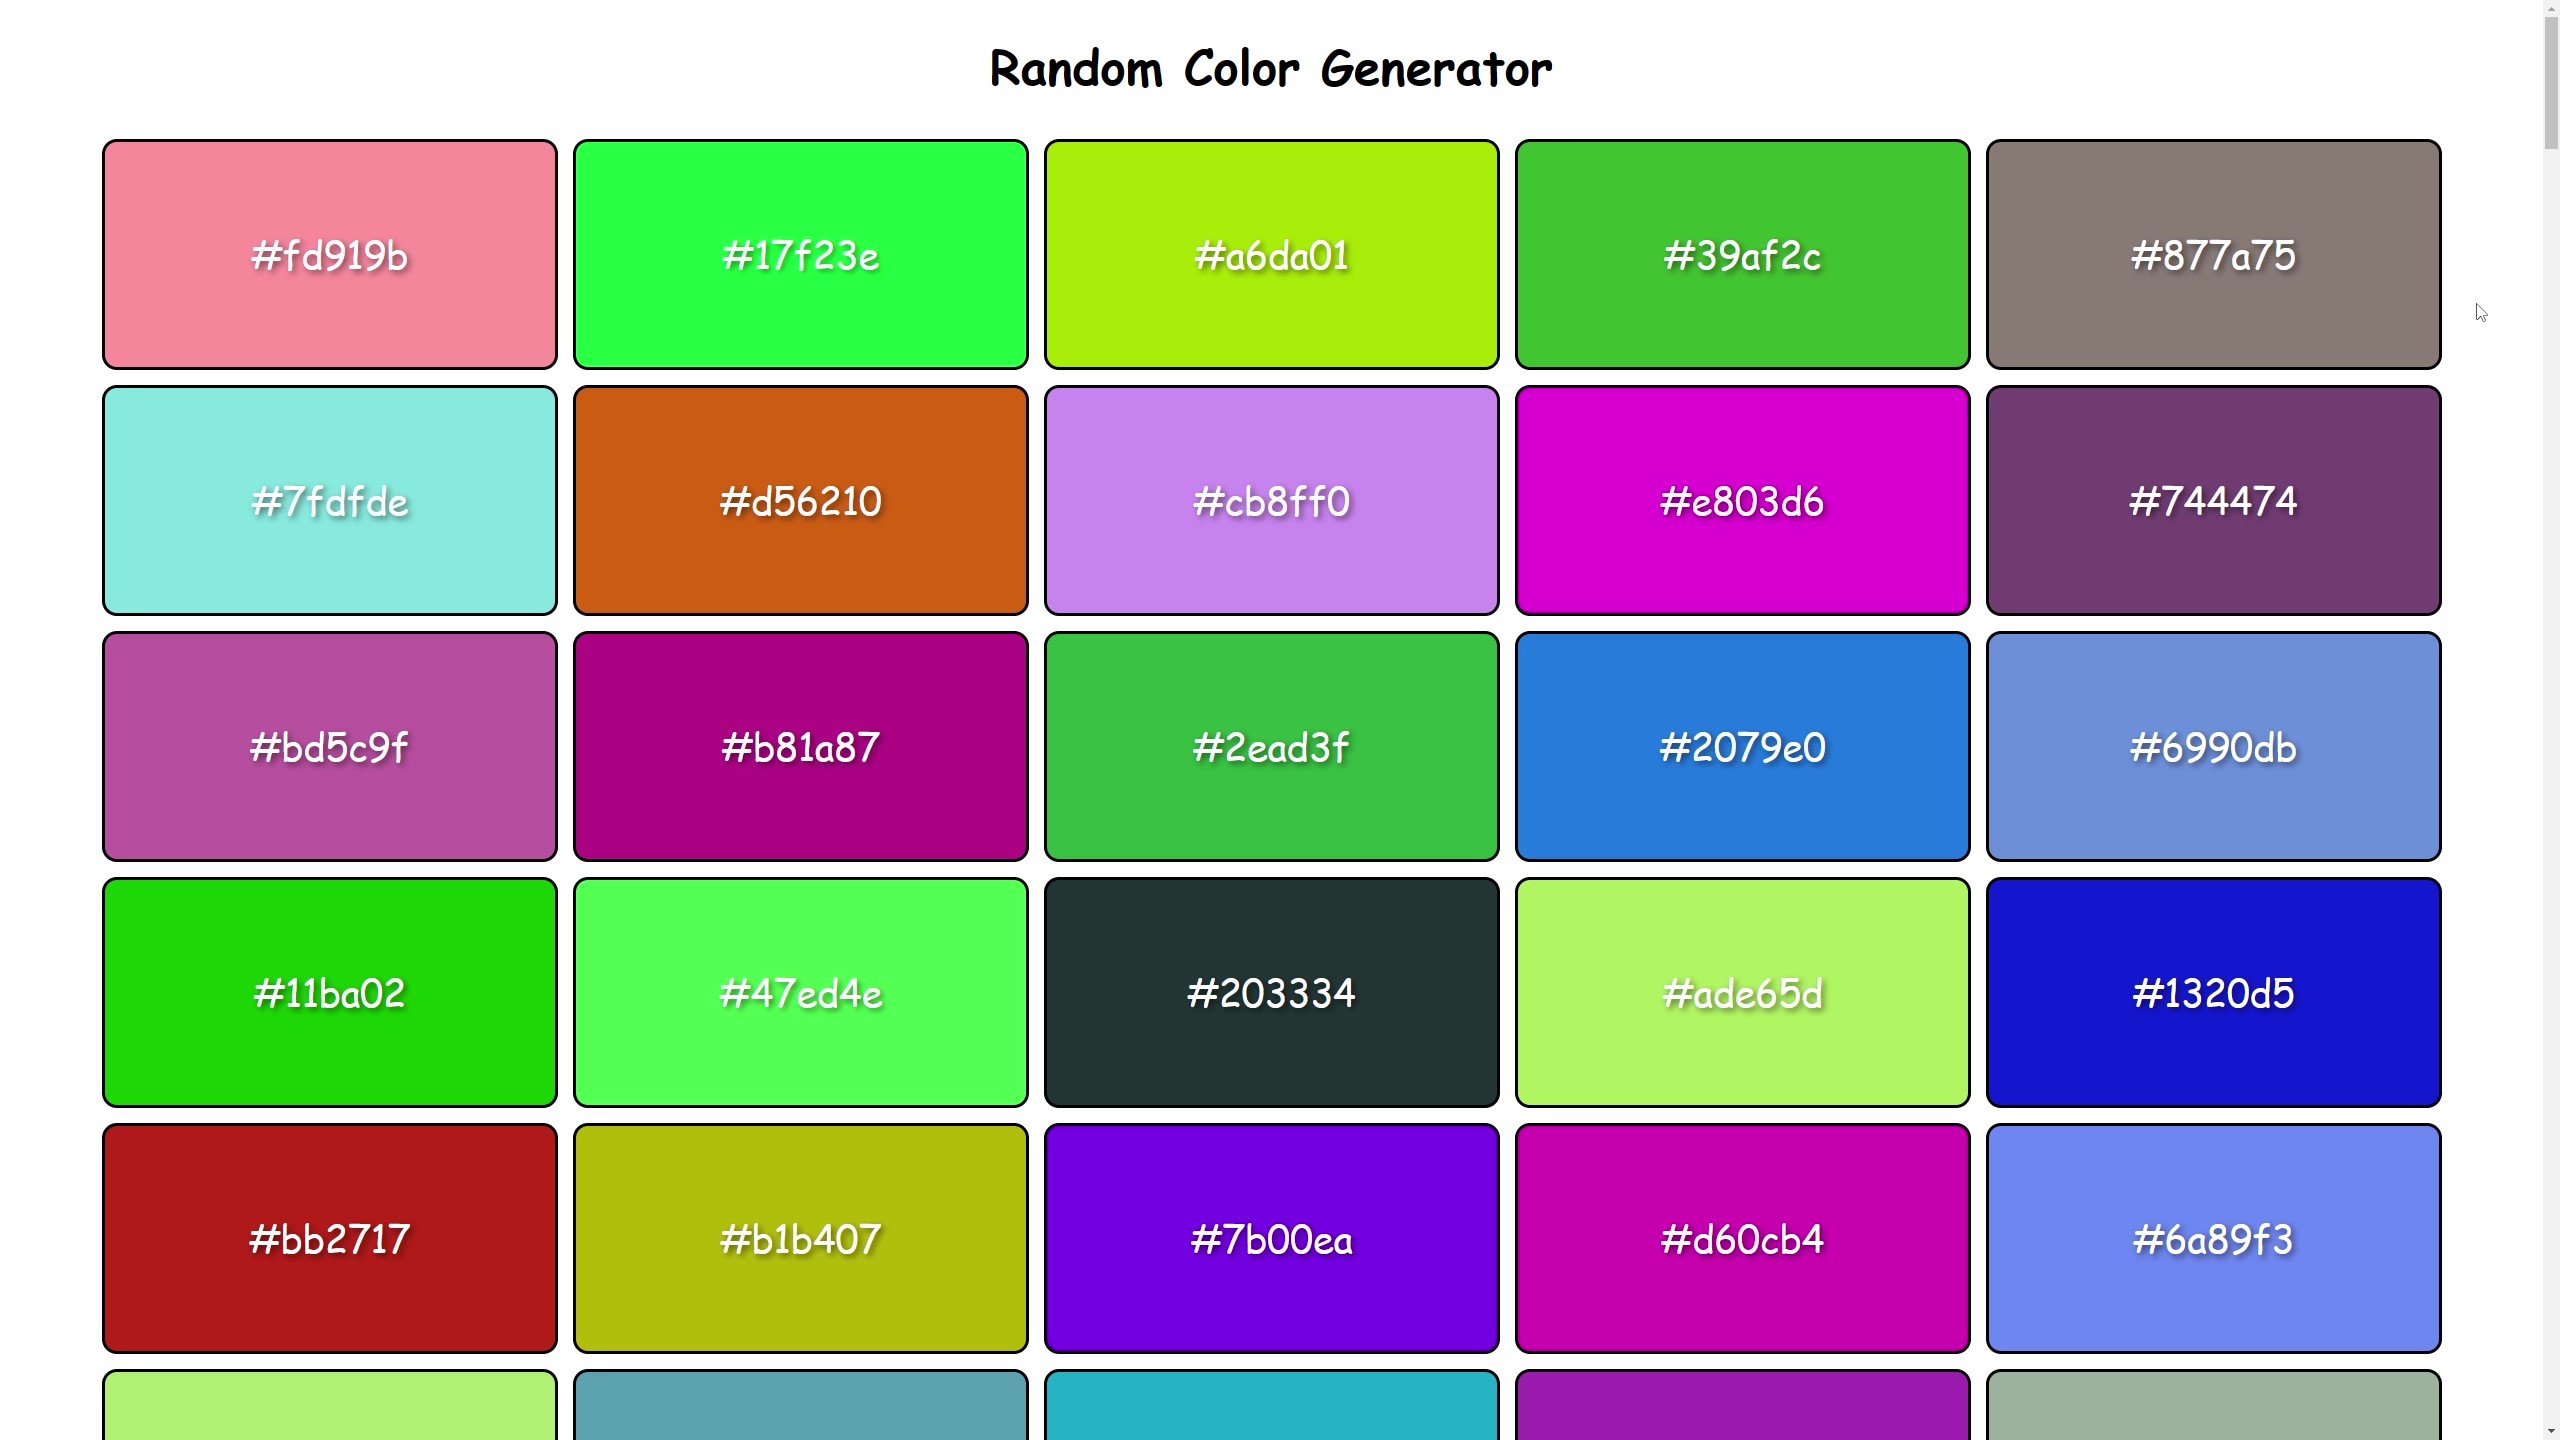 Random Color Generator
#fd919b
#17f23e
#a6da01
#39af2c
#877a75
#7fdfde
#d56210
#cb8ff0
#e803d6
#744474
#bd5c9f
#b81a87
#2ead3f
#2079e0
#6990db
#11ba02
#47ed4e
#203334
#ade65d
#1320d5
#bb2717
#b1b407
#7b00ea
#d60cb4
#6a89f3